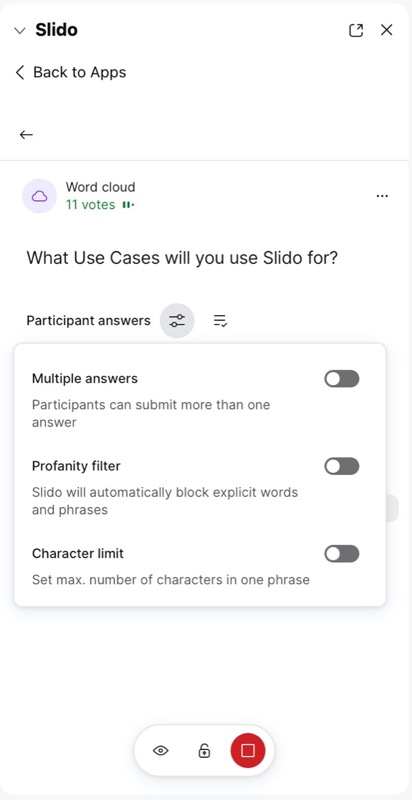 Slido
Back to Apps
Word cloud
11 votes
What Use Cases will you use Slido for?
Participant answers
Multiple answers
Participants can submit more than one
answer
Profanity filter
Slido will automatically block explicit words
and phrases
Character limit
Set max. number of characters in one phrase